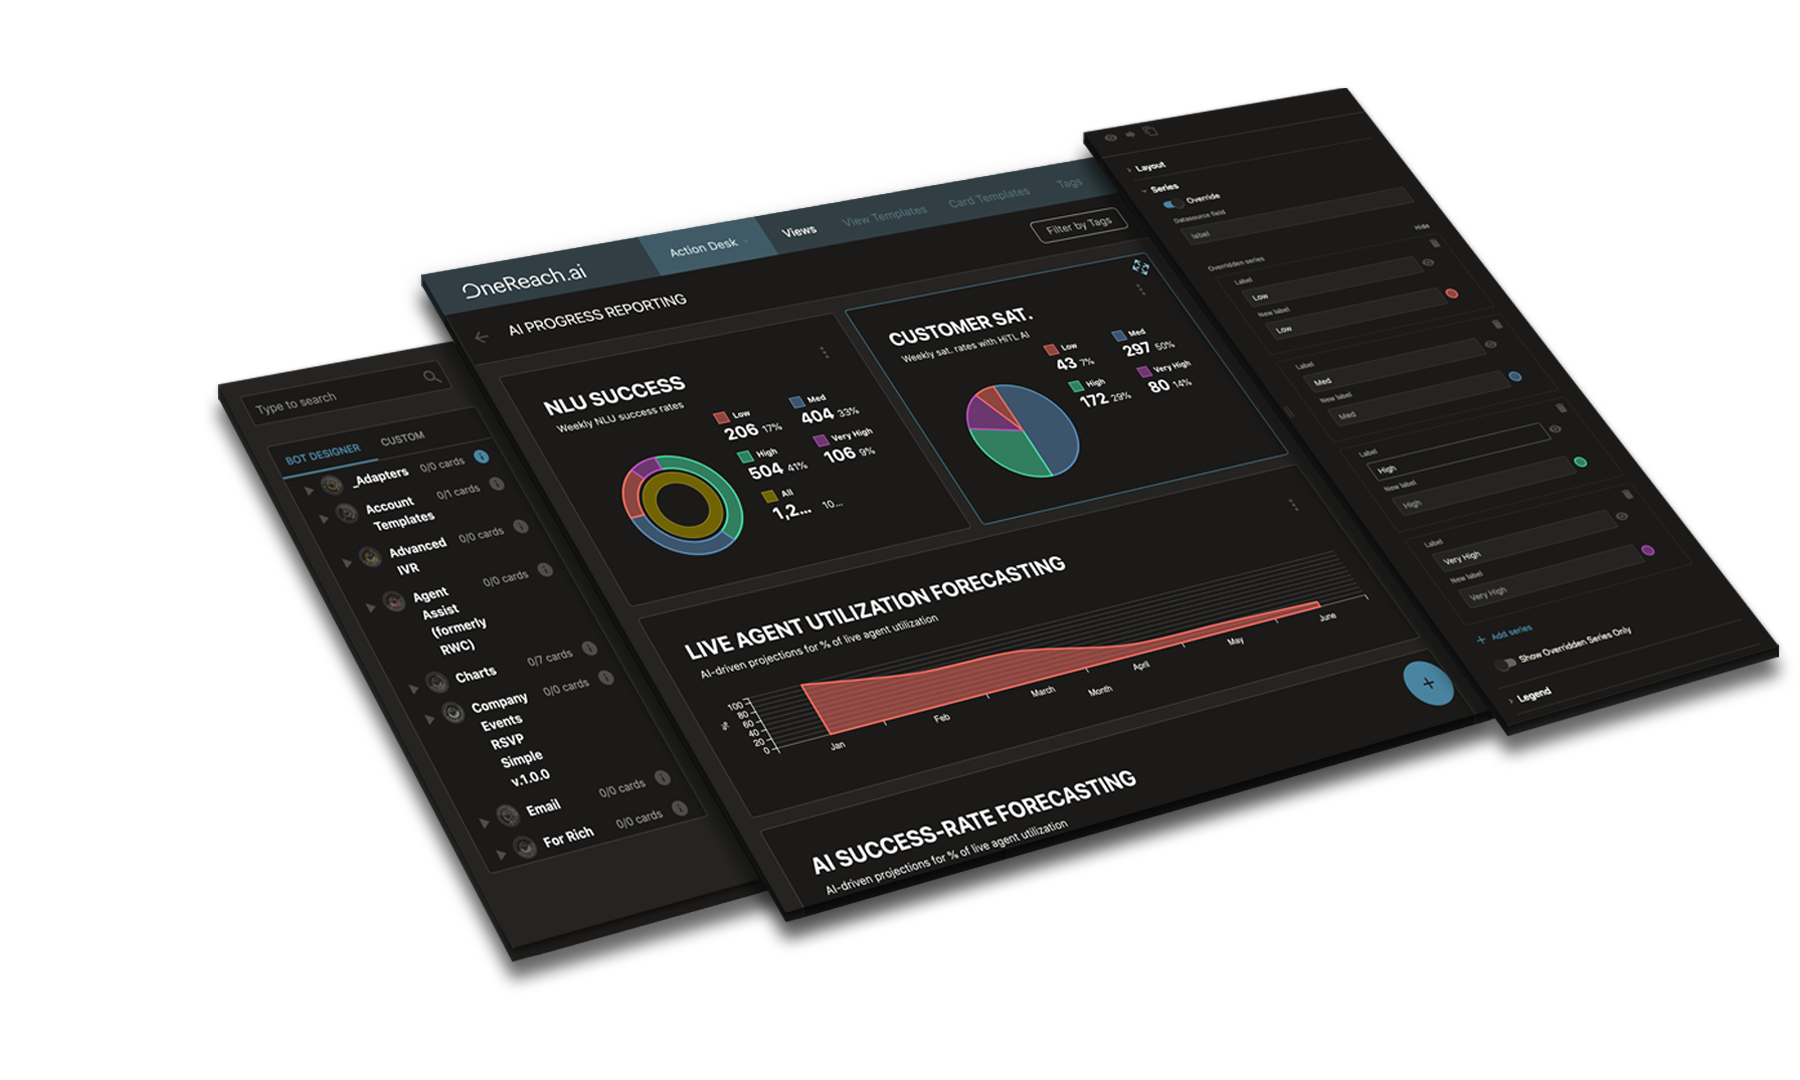 Type to search
BOT DESIGNER
CUSTOM
_Adapters
0/0 cards
Account
Templates
0/1 cards
Advanced
IVR
0/0 cards
Agent
Assist
(formerly
RWC)
0/0 cards
Charts
0/7 cards
Company
Events
RSVP
Simple
v.1.0.0
0/0 cards
Email
0/0 cards
For Rich
0/0 cards
OneReach.ai
Action Desk
Views
View Templates
Card Templates
Tags
AI PROGRESS REPORTING
Filter by Tags
NLU SUCCESS
Weekly NLU success rates
Low
206 17%
Med
404 33%
High
504 41%
Very High
106 9%
All
1,2... 10...
CUSTOMER SAT.
Weekly sat. rates with HiTL AI
Low
43 7%
Med
297 50%
High
172 29%
Very High
80 14%
LIVE AGENT UTILIZATION FORECASTING
AI-driven projections for % of live agent utilization
%
100
80
60
40
20
0
Jan
Feb
March
April
May
June
Month
AI SUCCESS-RATE FORECASTING
AI-driven projections for % of live agent utilization
Layout
Series
Override
Datasource field
label
Hide
Overridden series
Label
Low
New label
Low
Label
Med
New label
Med
Label
High
New label
High
Label
Very High
New label
Very High
Add series
Show Overridden Series Only
Legend